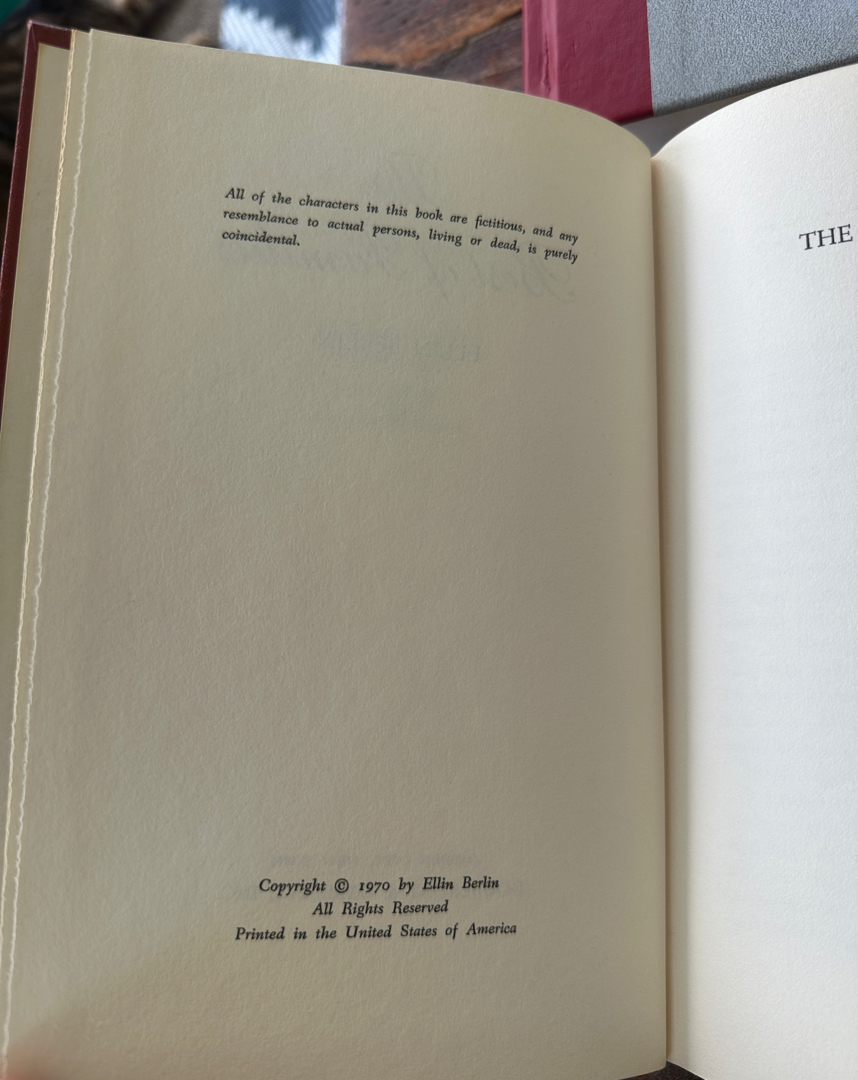 All of the characters in this book are fictitious, and any
resemblance to actual persons, living or dead, is purely
coincidental.
Copyright © 1970 by Ellin Berlin
All Rights Reserved
Printed in the United States of America
THE